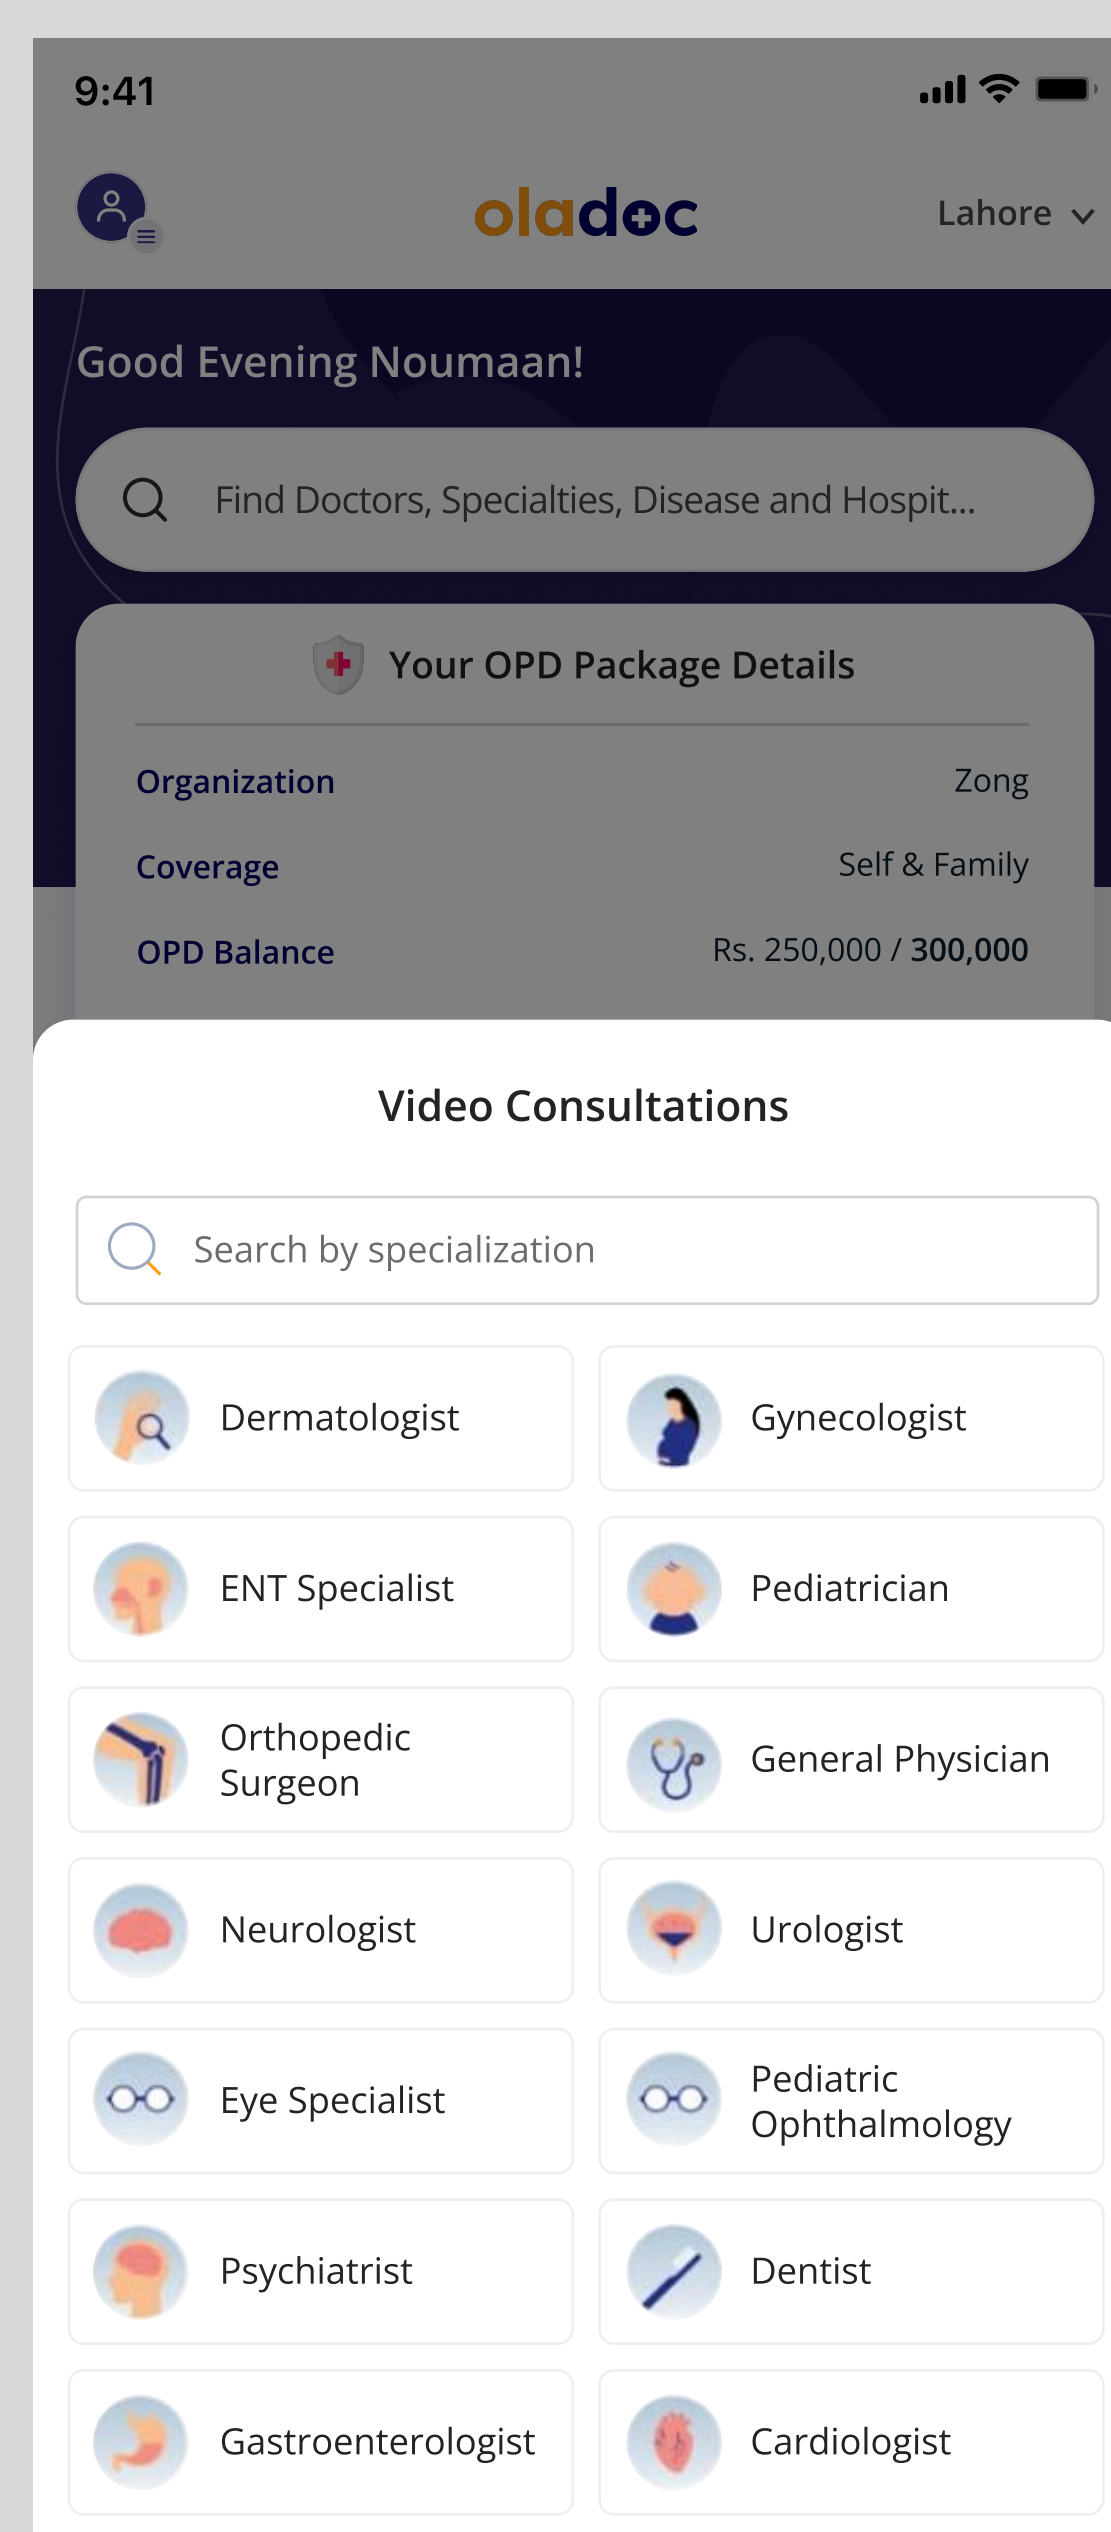 9:41
oladoc
Lahore
Good Evening Noumaan!
Find Doctors, Specialties, Disease and Hospit...
Your OPD Package Details
Organization Zong
Coverage Self & Family
OPD Balance Rs. 250,000 / 300,000
Video Consultations
Search by specialization
Dermatologist
Gynecologist
ENT Specialist
Pediatrician
Orthopedic
Surgeon
General Physician
Neurologist
Urologist
Eye Specialist
Pediatric
Ophthalmology
Psychiatrist
Dentist
Gastroenterologist
Cardiologist